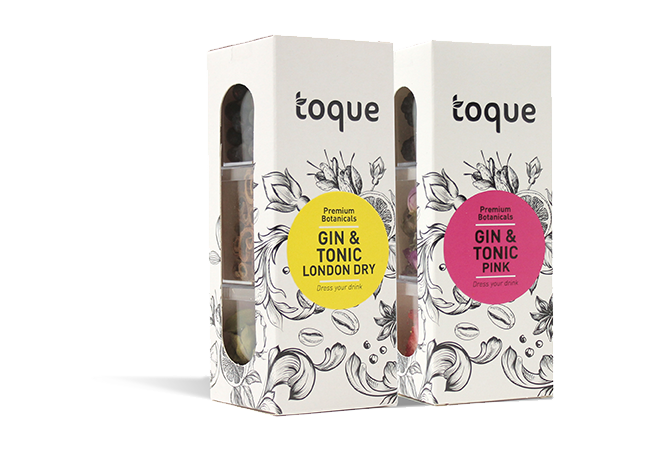 toque
Premium
Botanicals
GIN &
TONIC
LONDON DRY
Dress your drink
toque
Premium
Botanicals
GIN &
TONIC
PINK
Dress your drink